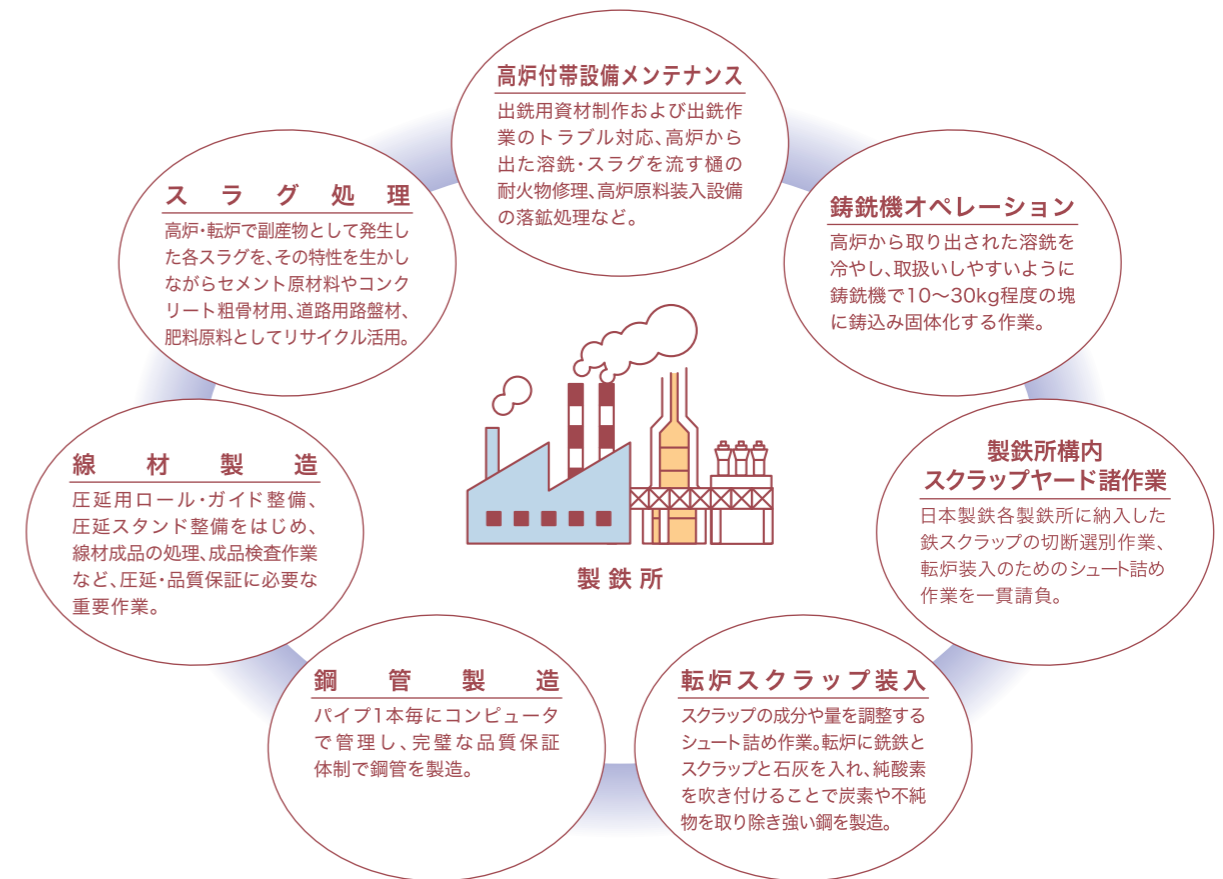 高炉付帯設備メンテナンス
出銑用資材制作および出銑作
業のトラブル対応、高炉から
出た溶銑・スラグを流す樋の
耐火物修理、高炉原料装入設備
の落鉱処理など。
鋳銑機オペレーション
高炉から取り出された溶銑を
冷やし、取扱いしやすいように
鋳銑機で10〜30kg程度の塊
に鋳込み固体化する作業。
製鉄所構内
スクラップヤード諸作業
日本製鉄各製鉄所に納入した
鉄スクラップの切断選別作業、
転炉装入のためのシュート詰め
作業を一貫請負。
転炉スクラップ装入
スクラップの成分や量を調整する
シュート詰め作業。転炉に銑鉄と
スクラップと石灰を入れ、純酸素
を吹き付けることで炭素や不純
物を取り除き強い鋼を製造。
鋼管製造
パイプ1本毎にコンピュータ
で管理し、完璧な品質保証
体制で鋼管を製造。
線材製造
圧延用ロール・ガイド整備、
圧延スタンド整備をはじめ、
線材成品の処理、成品検査作業
など、圧延・品質保証に必要な
重要作業。
スラグ処理
高炉・転炉で副産物として発生し
た各スラグを、その特性を生かし
ながらセメント原材料やコンク
リート粗骨材用、道路用路盤材、
肥料原料としてリサイクル活用。
製鉄所